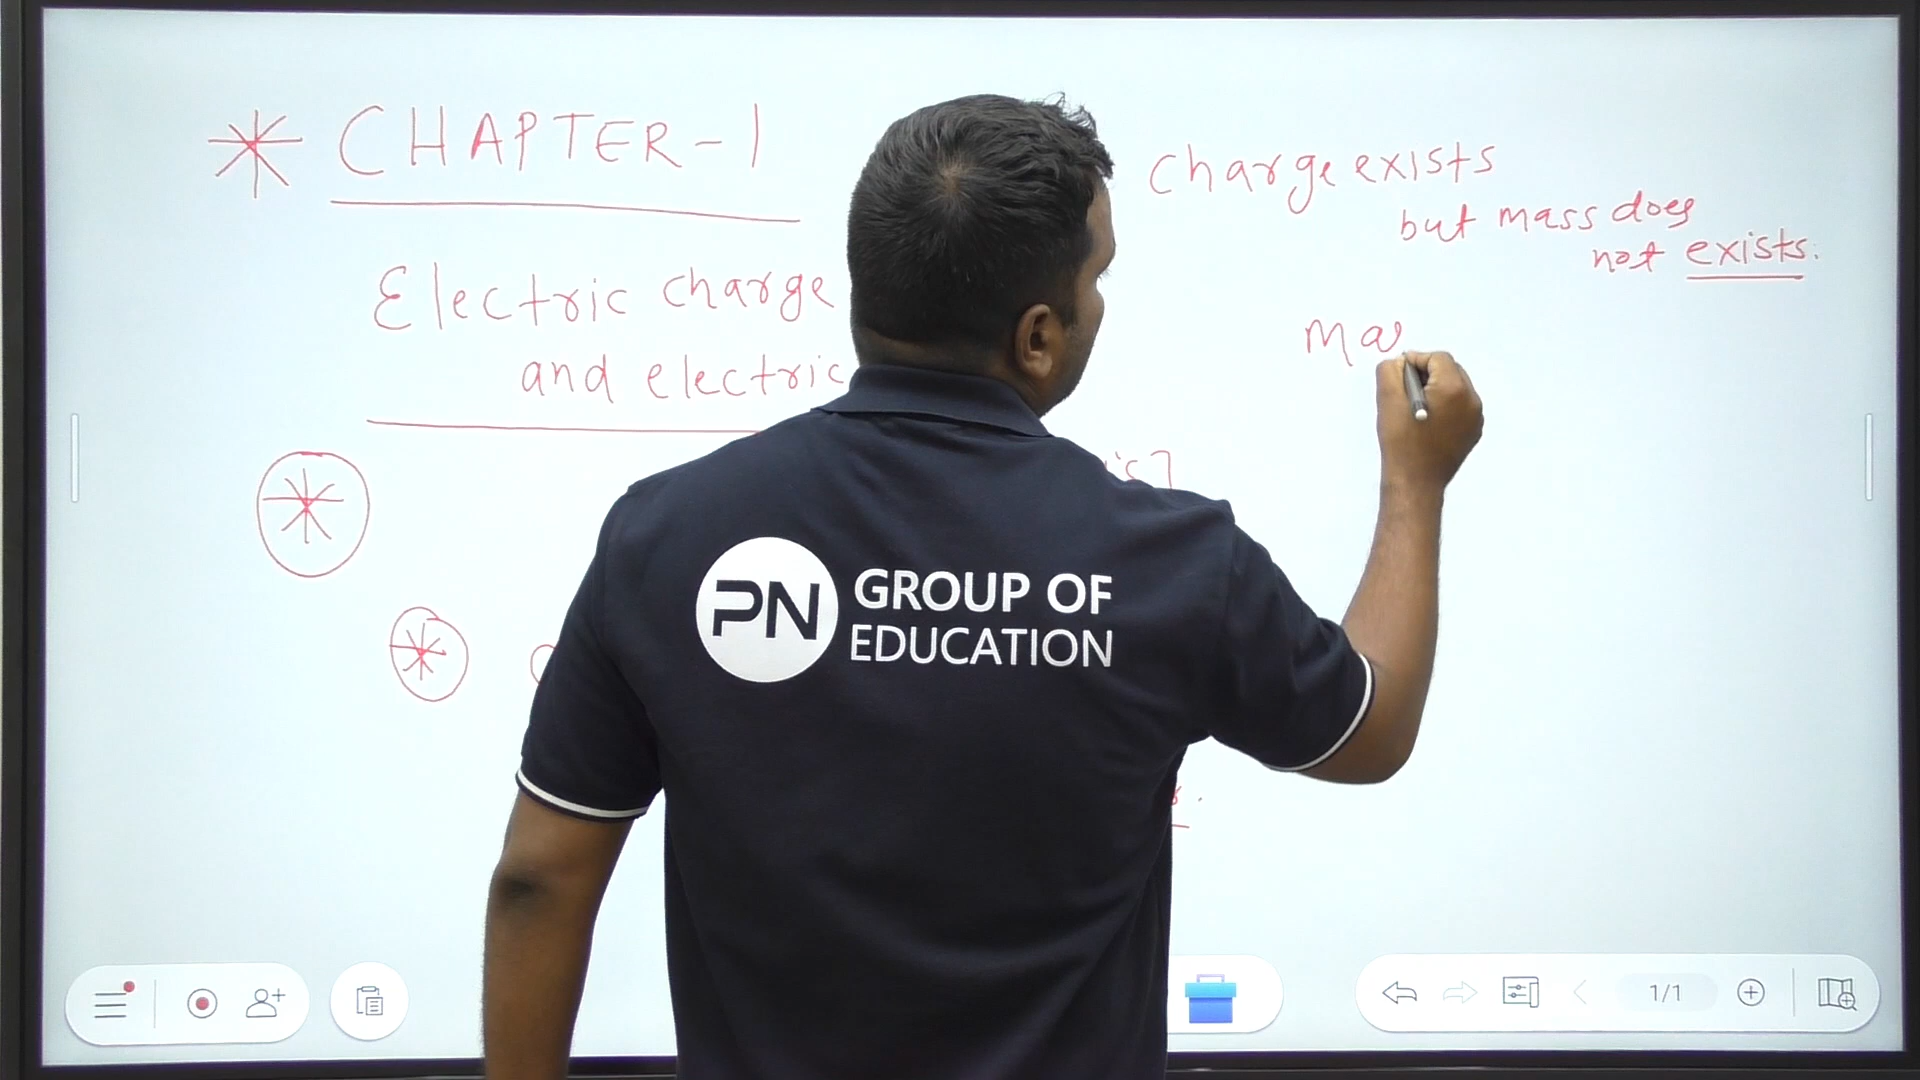 CHAPTER-1
Electric charge
and electric
charge exists
but mass does
not exists.
Ma
PN GROUP OF
EDUCATION
1/1